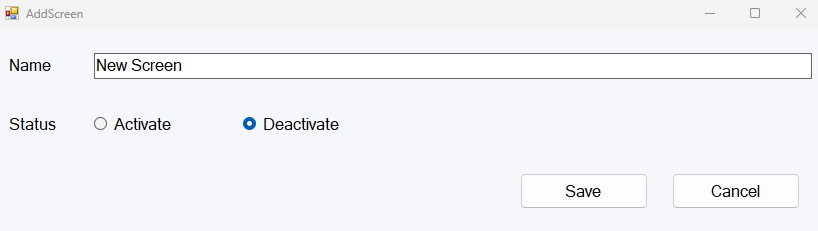 AddScreen
Name New Screen
Status Activate Deactivate
Save Cancel